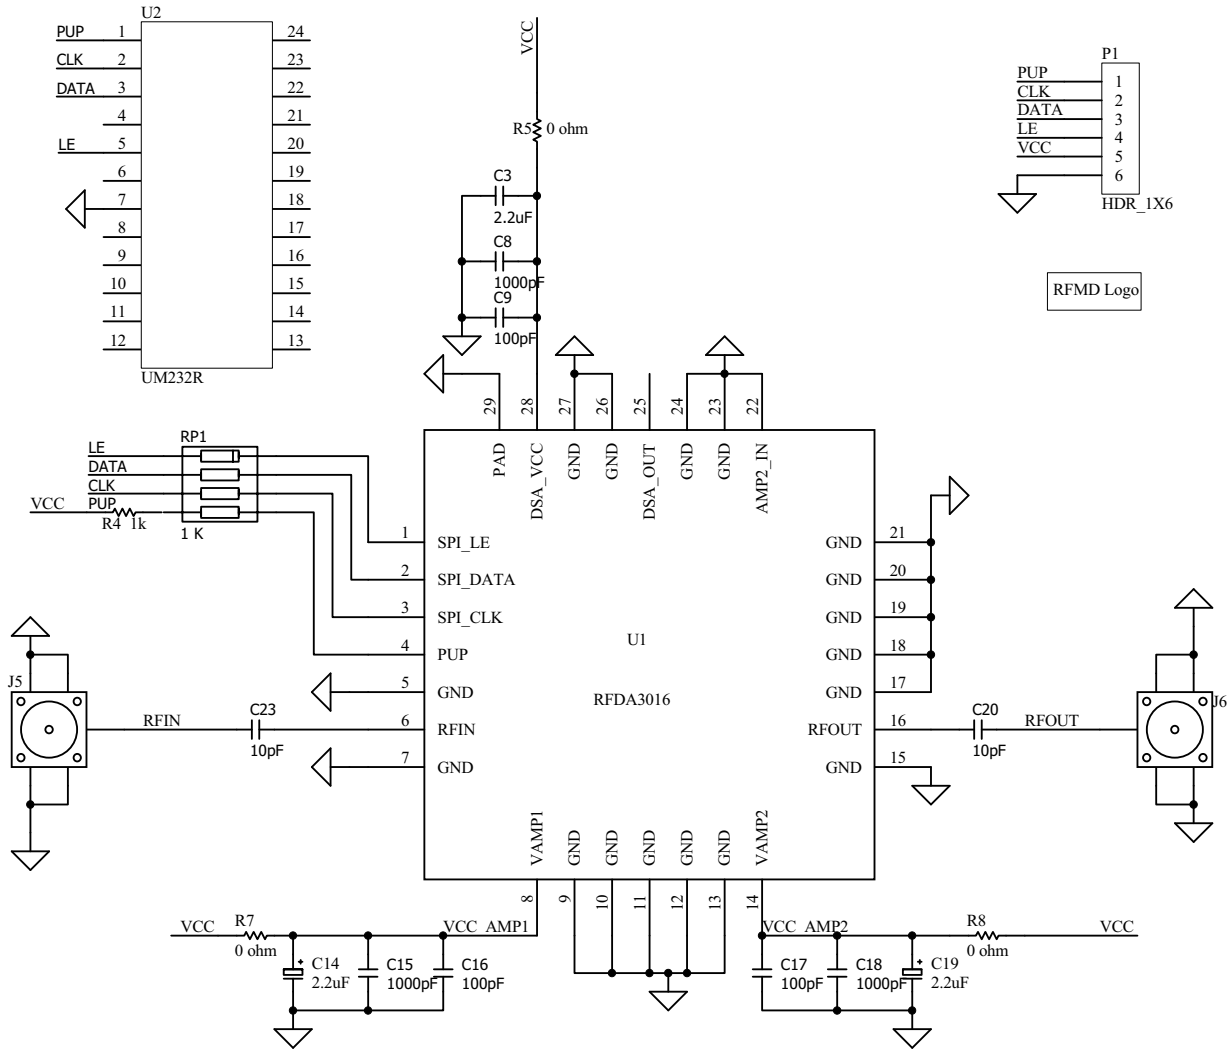 U2
PUP 1 24
CLK 2 23
DATA 3 22
4 21
LE 5 20
6 19
7 18
8 17
9 16
10 15
11 14
12 13
UM232R
VCC
R5 0 ohm
C3
2.2uF
C8
1000pF
C9
100pF
P1
PUP 1
CLK 2
DATA 3
LE 4
VCC 5
6
HDR_1X6
RFMD Logo
29 28 27 26 25 24 23 22
PAD DSA_VCC GND GND DSA_OUT GND GND AMP2_IN
RP1
LE
DATA
CLK
VCC PUP
R4 1k
1 K
1 SPI_LE
2 SPI_DATA
3 SPI_CLK
4 PUP
5 GND
6 RFIN
7 GND
U1
RFDA3016
GND 21
GND 20
GND 19
GND 18
GND 17
RFOUT 16
GND 15
J5
RFIN
C23
10pF
C20
10pF
RFOUT
J6
VAMP1 GND GND GND GND GND VAMP2
8 9 10 11 12 13 14
VCC R7
0 ohm
VCC_AMP1
C14
2.2uF
C15
1000pF
C16
100pF
VCC_AMP2
R8
0 ohm
VCC
C17
100pF
C18
1000pF
C19
2.2uF